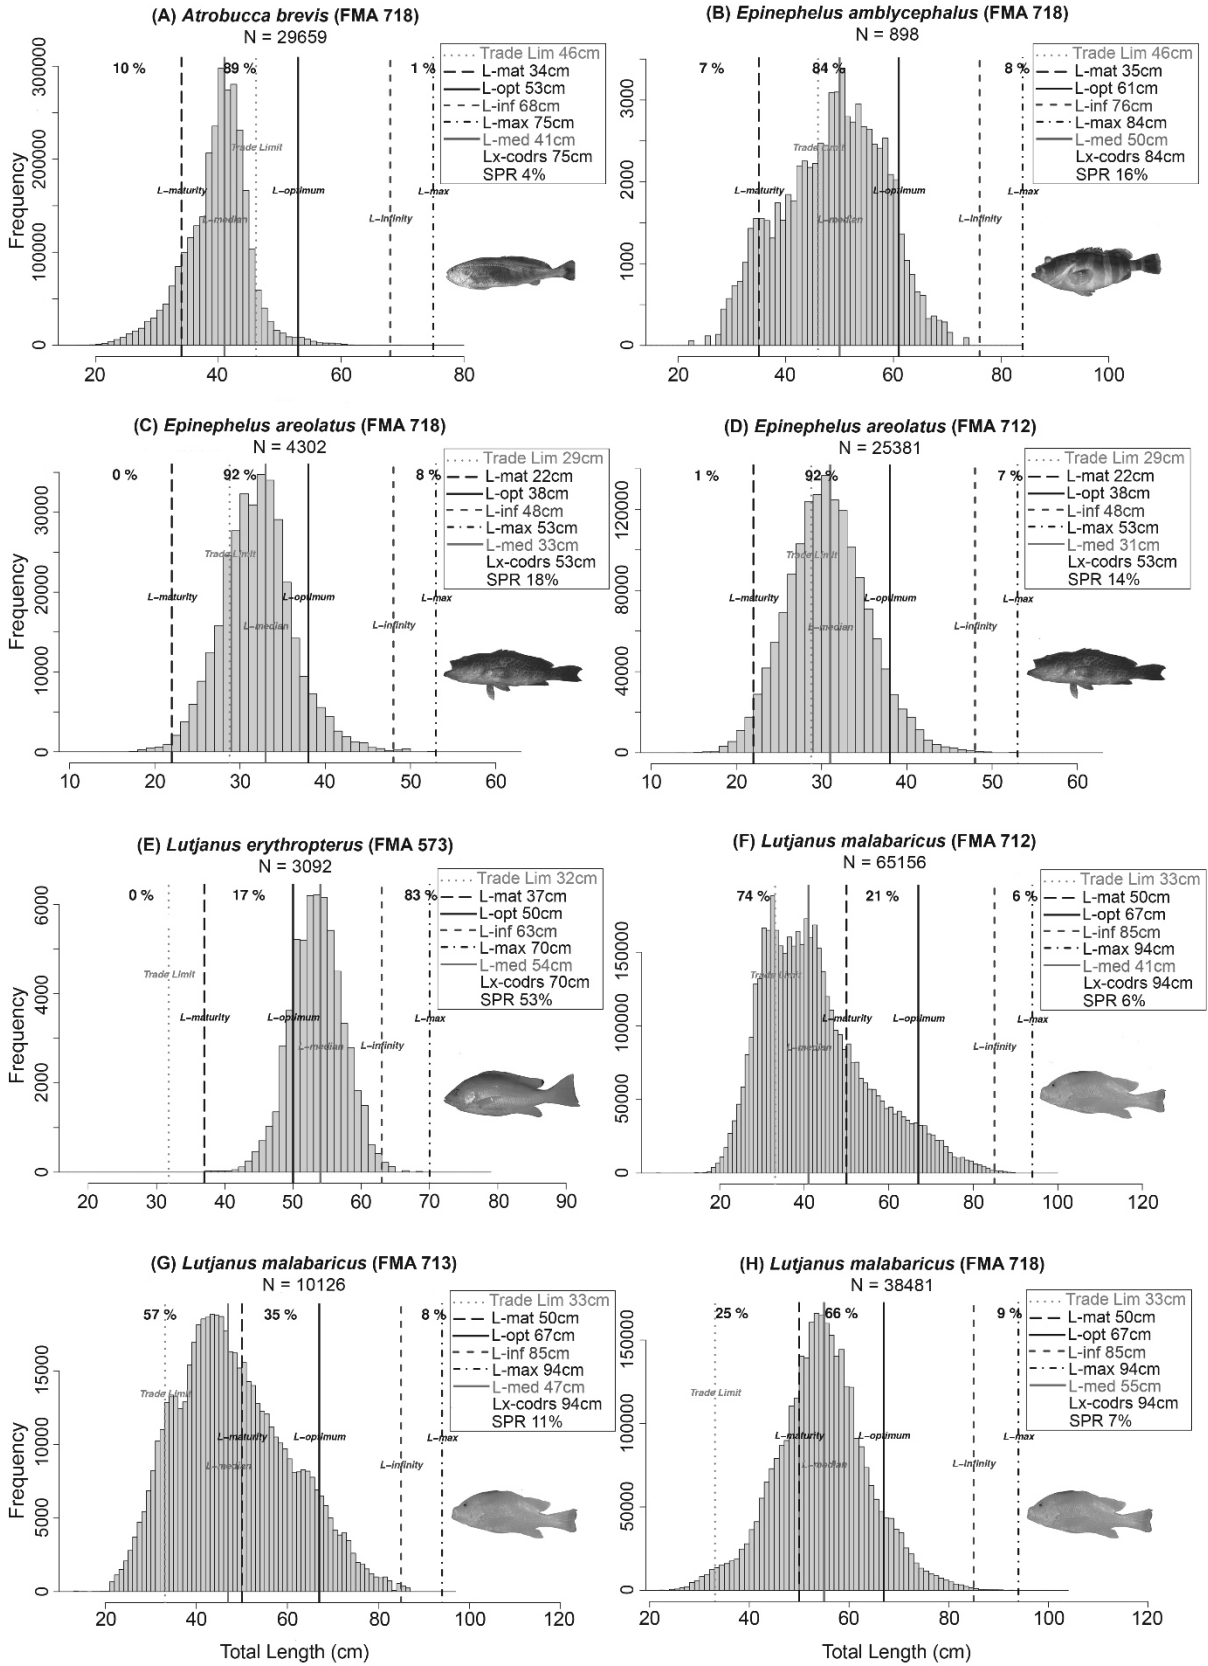 (A) Atrobucca brevis (FMA 718)
N = 29659
10 %
89 %
1 %
Trade Lim 46cm
L-mat 34cm
L-opt 53cm
L-inf 68cm
L-max 75cm
L-med 41cm
Lx-codrs 75cm
SPR 4%
Trade Limit
L-maturity
L-optimum
L-max
L-median
L-infinity
Frequency
0
100000
200000
300000
20
40
60
80
(B) Epinephelus amblycephalus (FMA 718)
N = 898
7 %
84 %
8 %
Trade Lim 46cm
L-mat 35cm
L-opt 61cm
L-inf 76cm
L-max 84cm
L-med 50cm
Lx-codrs 84cm
SPR 16%
Trade Limit
L-maturity
L-optimum
L-max
L-median
L-infinity
0
1000
2000
3000
20
40
60
80
100
(C) Epinephelus areolatus (FMA 718)
N = 4302
0 %
92 %
8 %
Trade Lim 29cm
L-mat 22cm
L-opt 38cm
L-inf 48cm
L-max 53cm
L-med 33cm
Lx-codrs 53cm
SPR 18%
Trade Limit
L-maturity
L-optimum
L-max
L-median
L-infinity
Frequency
0
10000
20000
30000
10
20
30
40
50
60
(D) Epinephelus areolatus (FMA 712)
N = 25381
1 %
92 %
7 %
Trade Lim 29cm
L-mat 22cm
L-opt 38cm
L-inf 48cm
L-max 53cm
L-med 31cm
Lx-codrs 53cm
SPR 14%
Trade Limit
L-maturity
L-optimum
L-max
L-median
L-infinity
0
40000
80000
120000
10
20
30
40
50
60
(E) Lutjanus erythropterus (FMA 573)
N = 3092
0 %
17 %
83 %
Trade Lim 32cm
L-mat 37cm
L-opt 50cm
L-inf 63cm
L-max 70cm
L-med 54cm
Lx-codrs 70cm
SPR 53%
Trade Limit
L-maturity
L-optimum
L-max
L-median
L-infinity
Frequency
0
2000
4000
6000
20
30
40
50
60
70
80
90
(F) Lutjanus malabaricus (FMA 712)
N = 65156
74 %
21 %
6 %
Trade Lim 33cm
L-mat 50cm
L-opt 67cm
L-inf 85cm
L-max 94cm
L-med 41cm
Lx-codrs 94cm
SPR 6%
Trade Limit
L-maturity
L-optimum
L-max
L-median
L-infinity
0
50000
100000
150000
20
40
60
80
100
120
(G) Lutjanus malabaricus (FMA 713)
N = 10126
57 %
35 %
8 %
Trade Lim 33cm
L-mat 50cm
L-opt 67cm
L-inf 85cm
L-max 94cm
L-med 47cm
Lx-codrs 94cm
SPR 11%
Trade Limit
L-maturity
L-optimum
L-max
L-median
L-infinity
Frequency
0
5000
10000
15000
20
40
60
80
100
120
Total Length (cm)
(H) Lutjanus malabaricus (FMA 718)
N = 38481
25 %
66 %
9 %
Trade Lim 33cm
L-mat 50cm
L-opt 67cm
L-inf 85cm
L-max 94cm
L-med 55cm
Lx-codrs 94cm
SPR 7%
Trade Limit
L-maturity
L-optimum
L-max
L-median
L-infinity
0
50000
100000
150000
20
40
60
80
100
120
Total Length (cm)